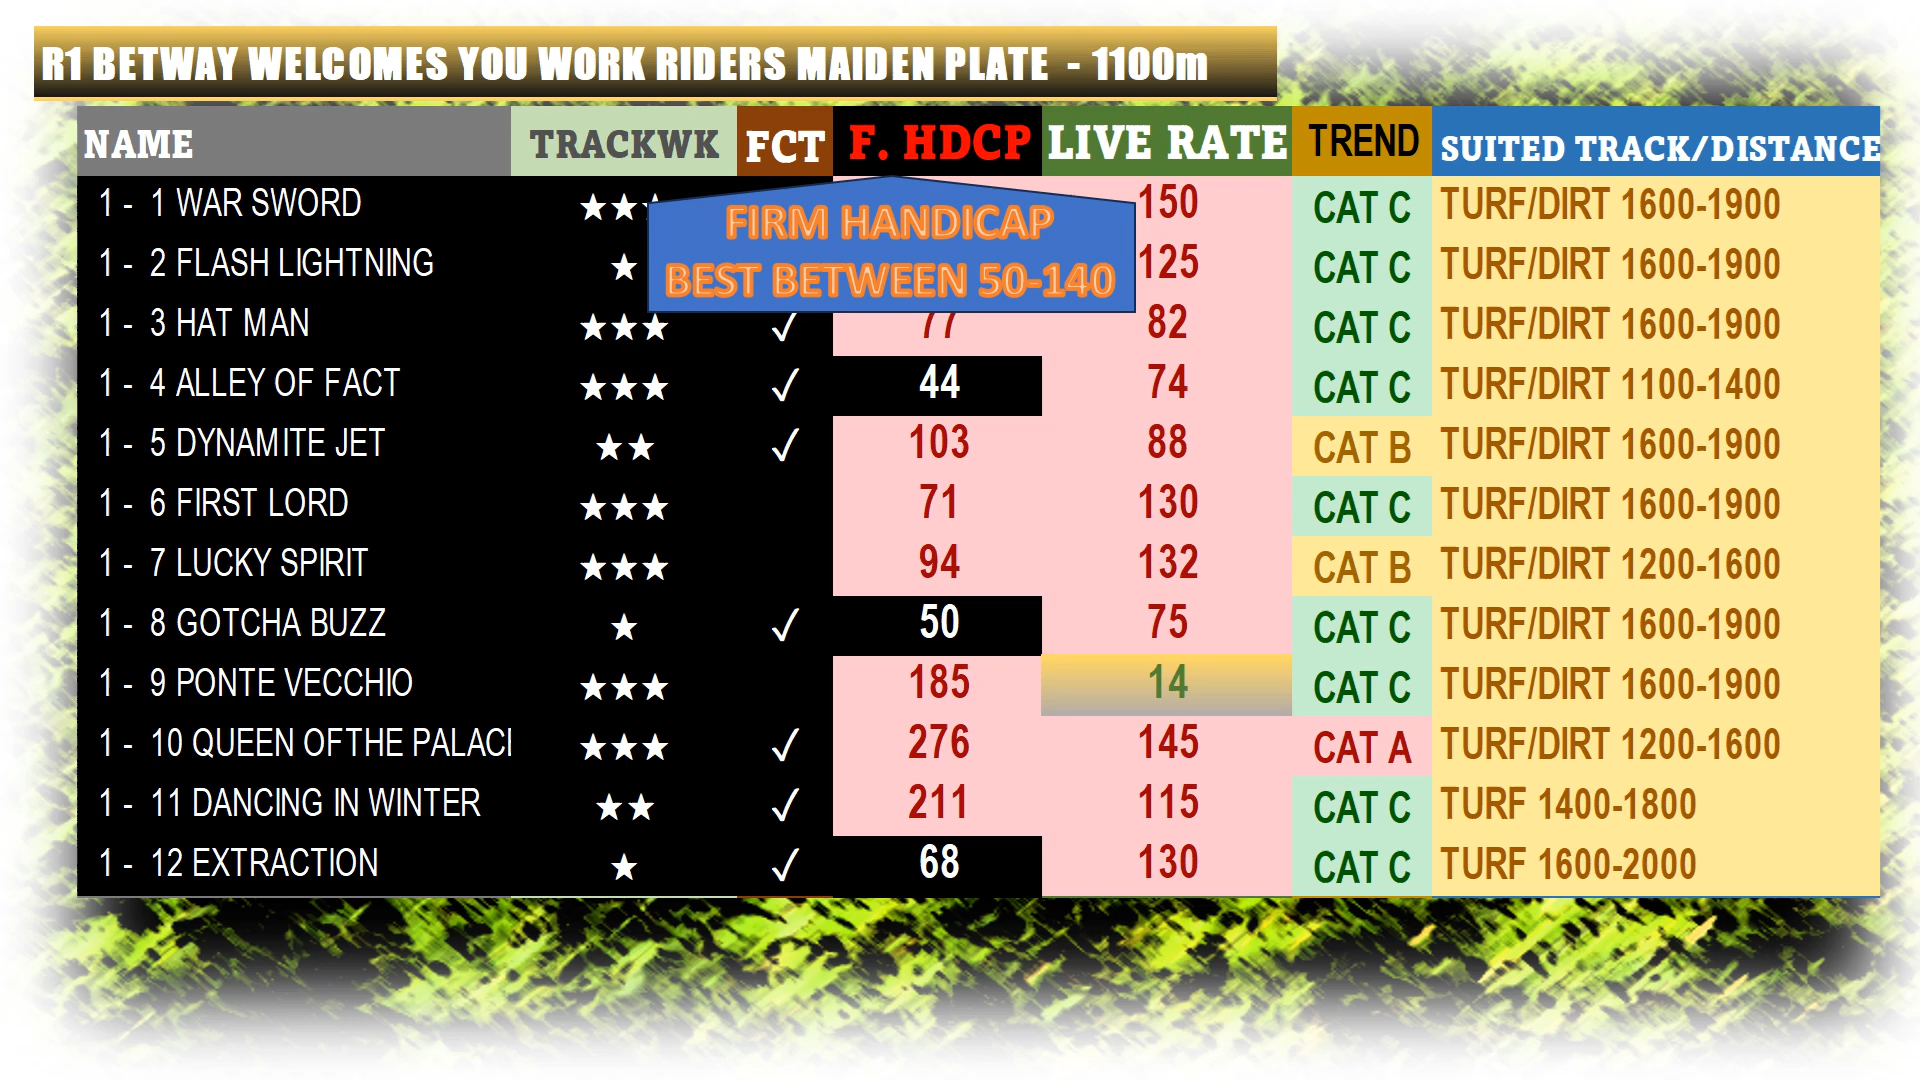 R1 BETWAY WELCOMES YOU WORK RIDERS MAIDEN PLATE - 1100m
NAME TRACKWK FCT F. HDCP LIVE RATE TREND SUITED TRACK/DISTANCE
FIRM HANDICAP
BEST BETWEEN 50-140
1 - 1 WAR SWORD ★★★ 150 CAT C TURF/DIRT 1600-1900
1 - 2 FLASH LIGHTNING ★ 125 CAT C TURF/DIRT 1600-1900
1 - 3 HAT MAN ★★★ ✓ 77 82 CAT C TURF/DIRT 1600-1900
1 - 4 ALLEY OF FACT ★★★ ✓ 44 74 CAT C TURF/DIRT 1100-1400
1 - 5 DYNAMITE JET ★★ ✓ 103 88 CAT B TURF/DIRT 1600-1900
1 - 6 FIRST LORD ★★★ 71 130 CAT C TURF/DIRT 1600-1900
1 - 7 LUCKY SPIRIT ★★★ 94 132 CAT B TURF/DIRT 1200-1600
1 - 8 GOTCHA BUZZ ★ ✓ 50 75 CAT C TURF/DIRT 1600-1900
1 - 9 PONTE VECCHIO ★★★ 185 14 CAT C TURF/DIRT 1600-1900
1 - 10 QUEEN OFTHE PALACI ★★★ ✓ 276 145 CAT A TURF/DIRT 1200-1600
1 - 11 DANCING IN WINTER ★★ ✓ 211 115 CAT C TURF 1400-1800
1 - 12 EXTRACTION ★ ✓ 68 130 CAT C TURF 1600-2000